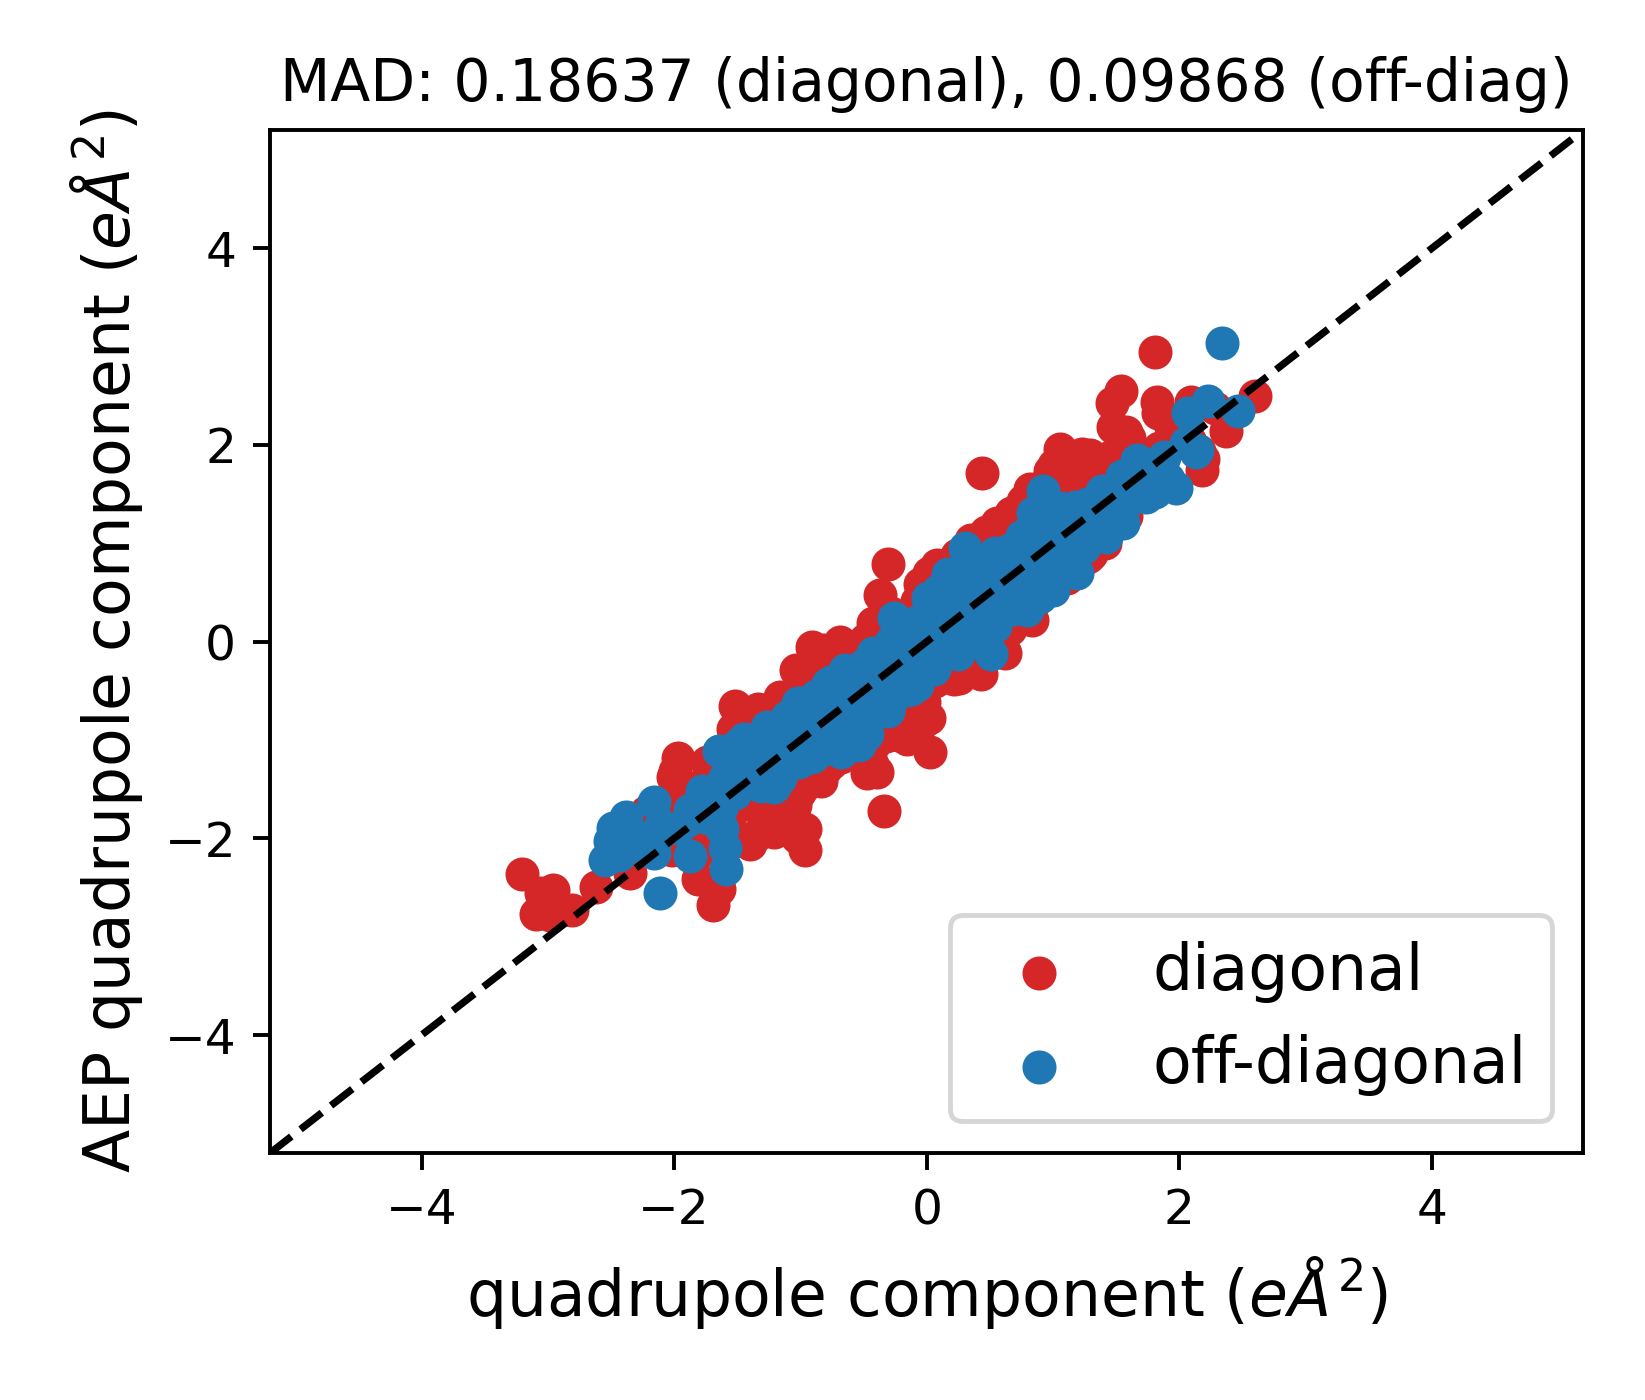 MAD: 0.18637 (diagonal), 0.09868 (off-diag)
AEP quadrupole component (eÅ²)
4
2
0
−2
−4
diagonal
off-diagonal
−4 −2 0 2 4
quadrupole component (eÅ²)